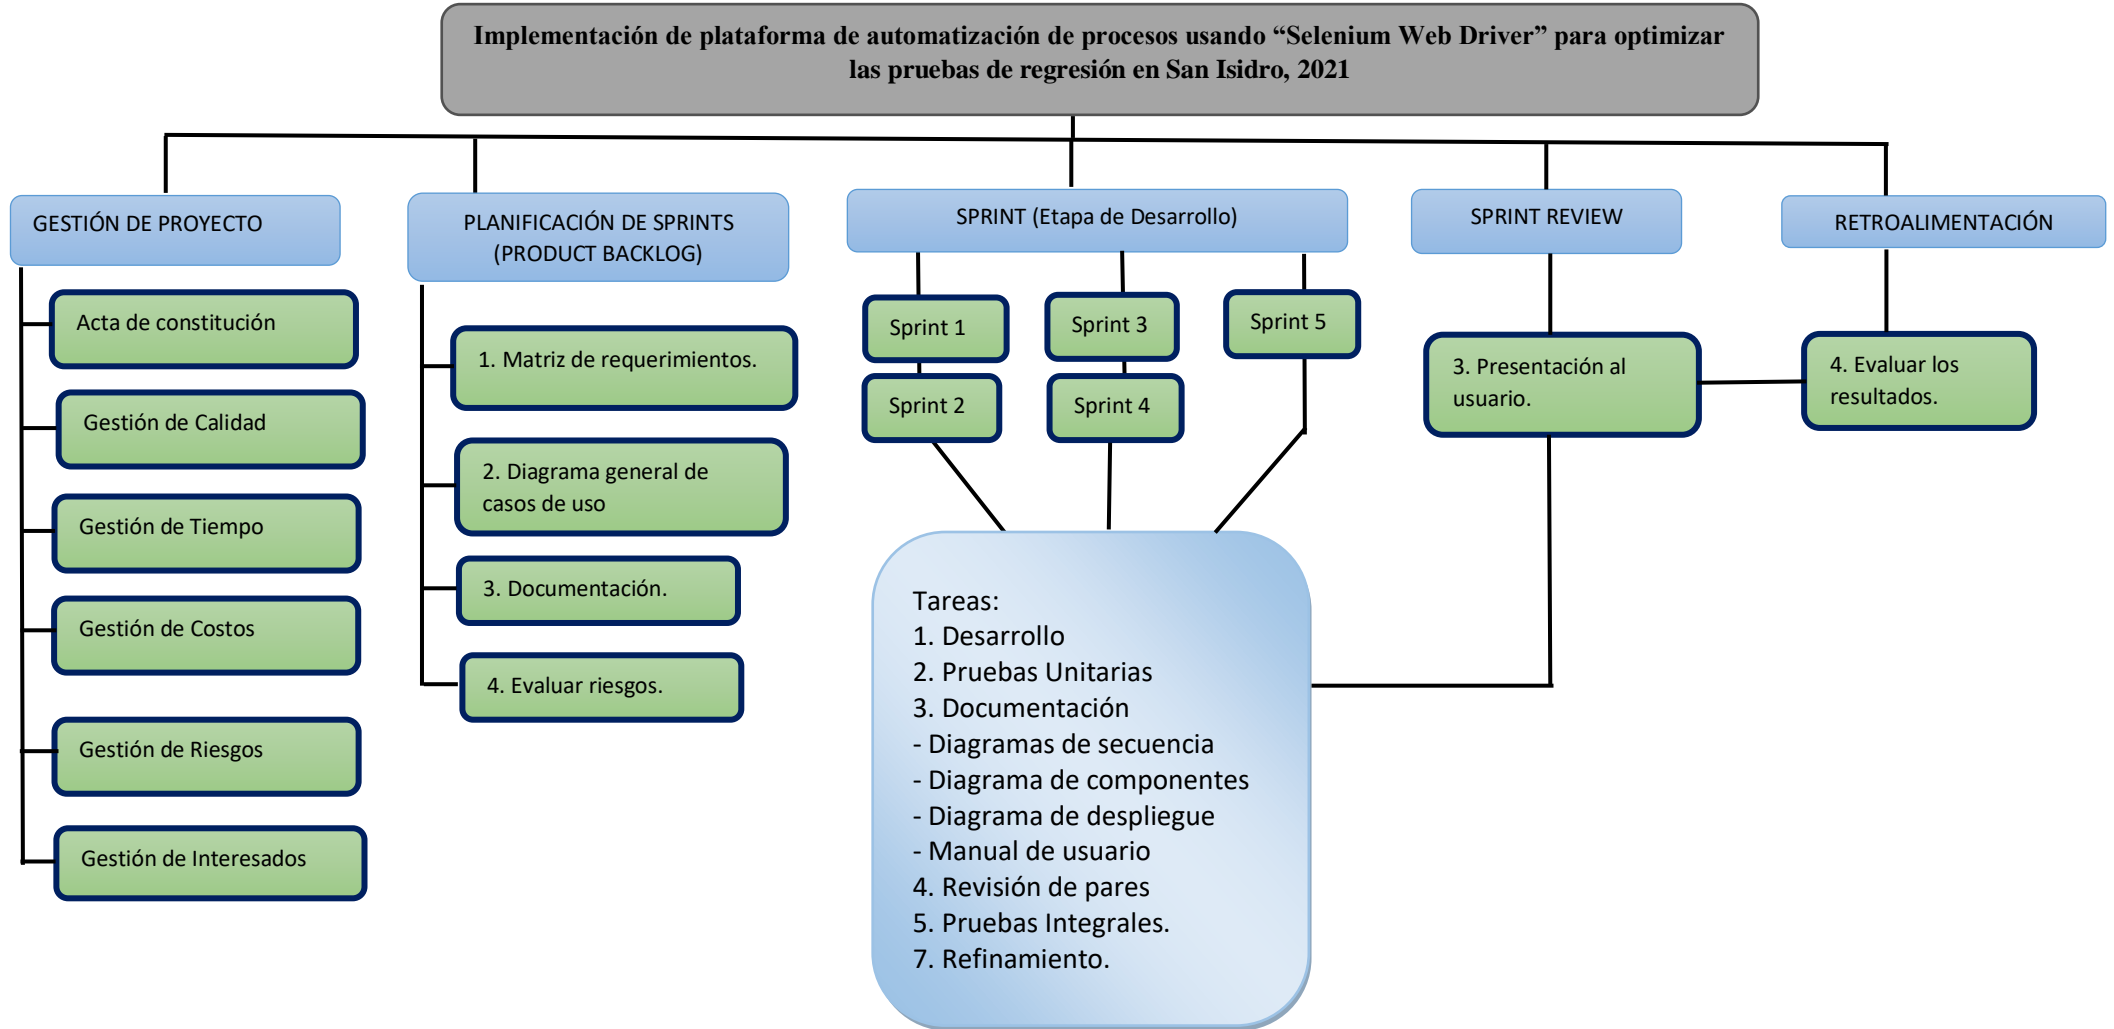 Implementación de plataforma de automatización de procesos usando “Selenium Web Driver” para optimizar
las pruebas de regresión en San Isidro, 2021
GESTIÓN DE PROYECTO
Acta de constitución
Gestión de Calidad
Gestión de Tiempo
Gestión de Costos
Gestión de Riesgos
Gestión de Interesados
PLANIFICACIÓN DE SPRINTS
(PRODUCT BACKLOG)
1. Matriz de requerimientos.
2. Diagrama general de
casos de uso
3. Documentación.
4. Evaluar riesgos.
SPRINT (Etapa de Desarrollo)
Sprint 1
Sprint 2
Sprint 3
Sprint 4
Sprint 5
Tareas:
1. Desarrollo
2. Pruebas Unitarias
3. Documentación
- Diagramas de secuencia
- Diagrama de componentes
- Diagrama de despliegue
- Manual de usuario
4. Revisión de pares
5. Pruebas Integrales.
7. Refinamiento.
SPRINT REVIEW
3. Presentación al
usuario.
RETROALIMENTACIÓN
4. Evaluar los
resultados.